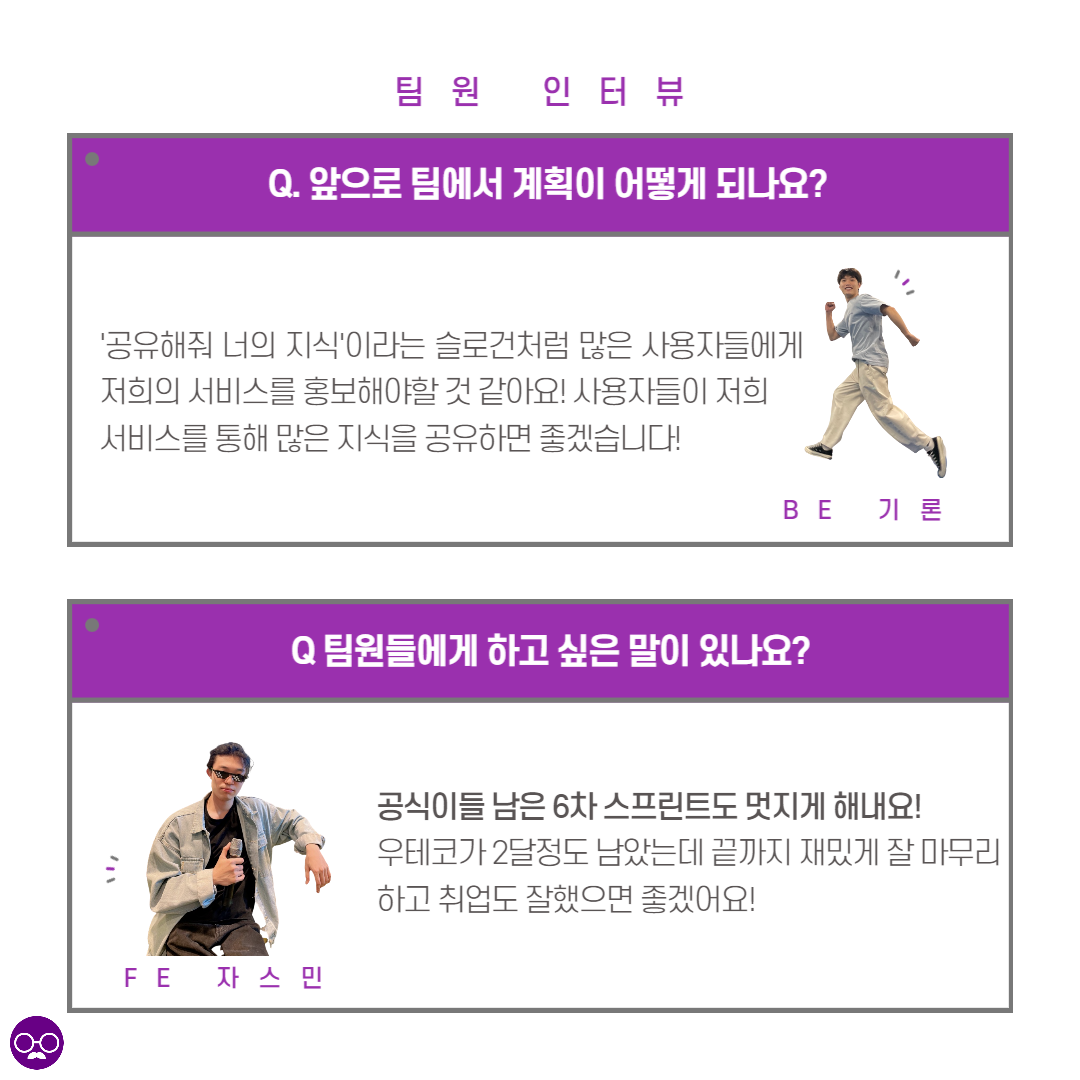 팀원 인터뷰
Q. 앞으로 팀에서 계획이 어떻게 되나요?
'공유해줘 너의 지식'이라는 슬로건처럼 많은 사용자들에게
저희의 서비스를 홍보해야할 것 같아요! 사용자들이 저희
서비스를 통해 많은 지식을 공유하면 좋겠습니다!
BE 기론
Q 팀원들에게 하고 싶은 말이 있나요?
공식이들 남은 6차 스프린트도 멋지게 해내요!
우테코가 2달정도 남았는데 끝까지 재밌게 잘 마무리
하고 취업도 잘했으면 좋겠어요!
FE 자스민